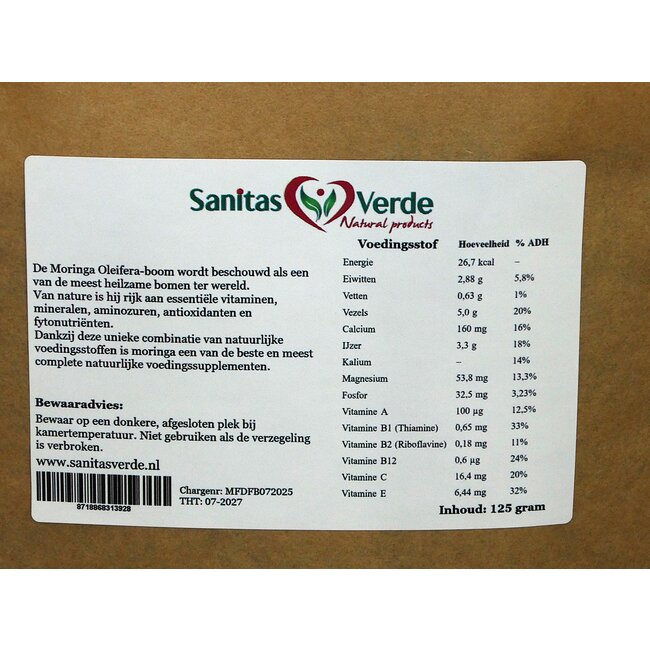 Sanitas Verde
Natural products
De Moringa Oleifera-boom wordt beschouwd als een
van de meest heilzame bomen ter wereld.
Van nature is hij rijk aan essentiële vitaminen,
mineralen, aminozuren, antioxidanten en
fytonutriënten.
Dankzij deze unieke combinatie van natuurlijke
voedingsstoffen is moringa een van de beste en meest
complete natuurlijke voedingssupplementen.
Bewaaradvies:
Bewaar op een donkere, afgesloten plek bij
kamertemperatuur. Niet gebruiken als de verzegeling
is verbroken.
www.sanitasverde.nl
8718868313928
Chargenr: MFDFB072025
THT: 07-2027
Voedingsstof Hoeveelheid % ADH
Energie 26,7 kcal –
Eiwitten 2,88 g 5,8%
Vetten 0,63 g 1%
Vezels 5,0 g 20%
Calcium 160 mg 16%
IJzer 3,3 g 18%
Kalium – 14%
Magnesium 53,8 mg 13,3%
Fosfor 32,5 mg 3,23%
Vitamine A 100 µg 12,5%
Vitamine B1 (Thiamine) 0,65 mg 33%
Vitamine B2 (Riboflavine) 0,18 mg 11%
Vitamine B12 0,6 µg 24%
Vitamine C 16,4 mg 20%
Vitamine E 6,44 mg 32%
Inhoud: 125 gram